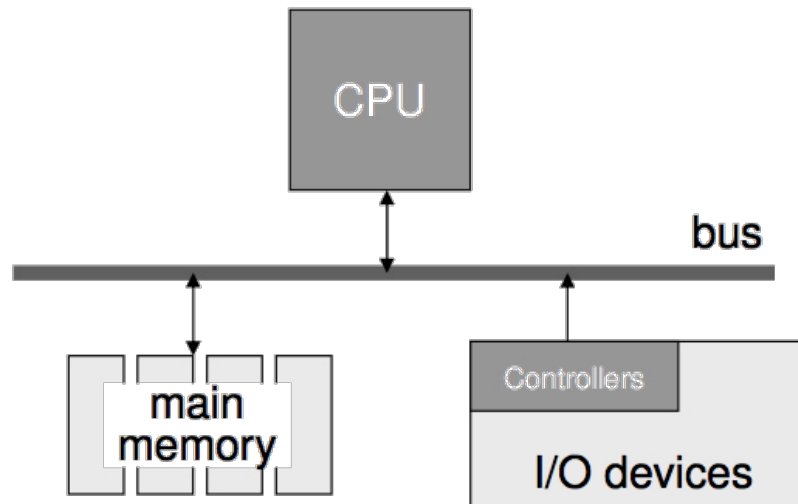 CPU
bus
main
memory
Controllers
I/O devices